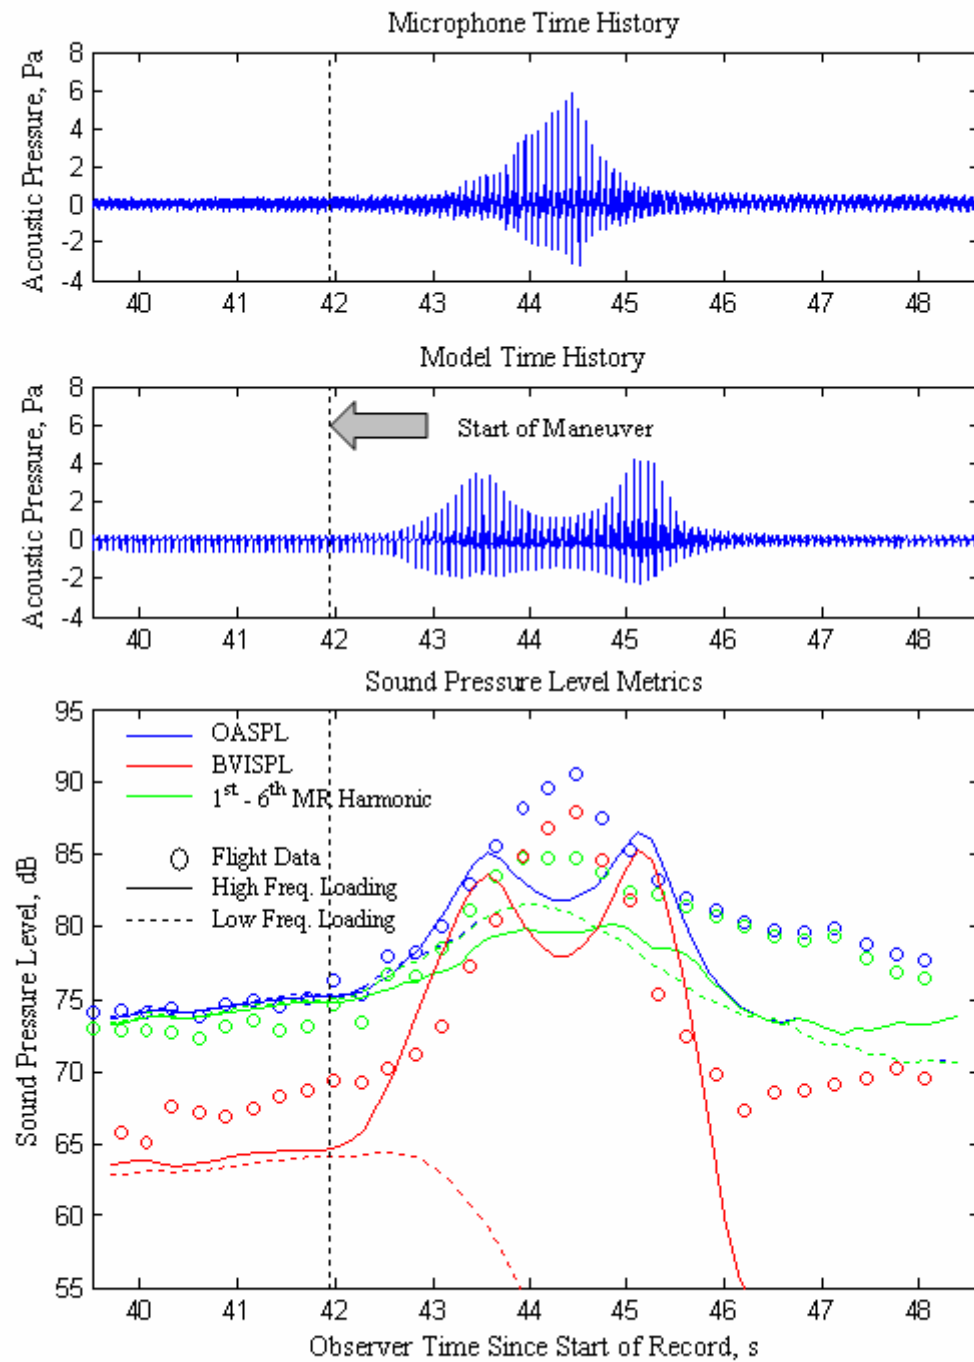 Microphone Time History
Acoustic Pressure, Pa
8
6
4
2
0
-2
-4
40 41 42 43 44 45 46 47 48
Model Time History
Acoustic Pressure, Pa
8
6
4
2
0
-2
-4
Start of Maneuver
40 41 42 43 44 45 46 47 48
Sound Pressure Level Metrics
Sound Pressure Level, dB
95
90
85
80
75
70
65
60
55
OASPL
BVISPL
1st - 6th MR Harmonic
Flight Data
High Freq. Loading
Low Freq. Loading
40 41 42 43 44 45 46 47 48
Observer Time Since Start of Record, s